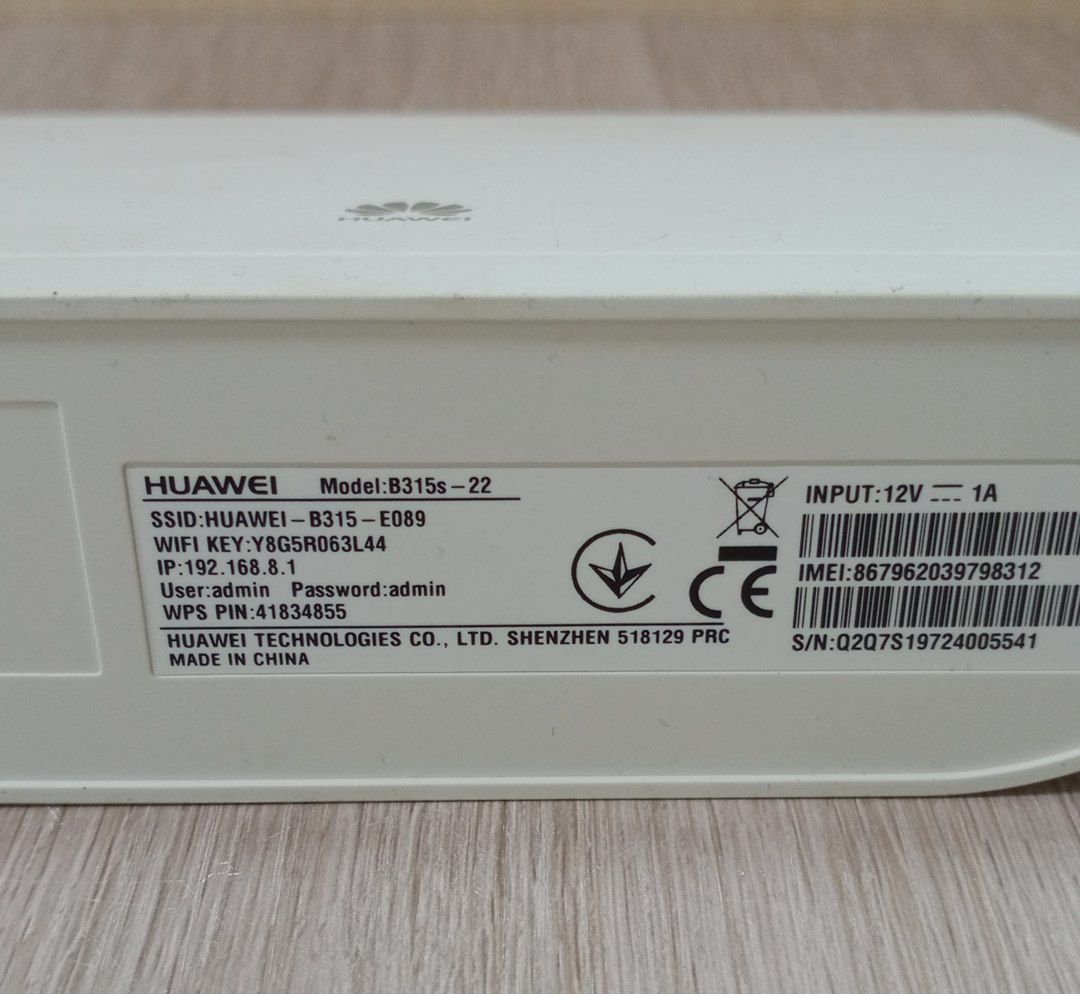 HUAWEI
HUAWEI Model:B315s-22
SSID:HUAWEI-B315-E089
WIFI KEY:Y8G5R063L44
IP:192.168.8.1
User:admin Password:admin
WPS PIN:41834855
HUAWEI TECHNOLOGIES CO., LTD. SHENZHEN 518129 PRC
MADE IN CHINA
CE
INPUT:12V ⎓ 1A
IMEI:867962039798312
S/N:Q2Q7S19724005541